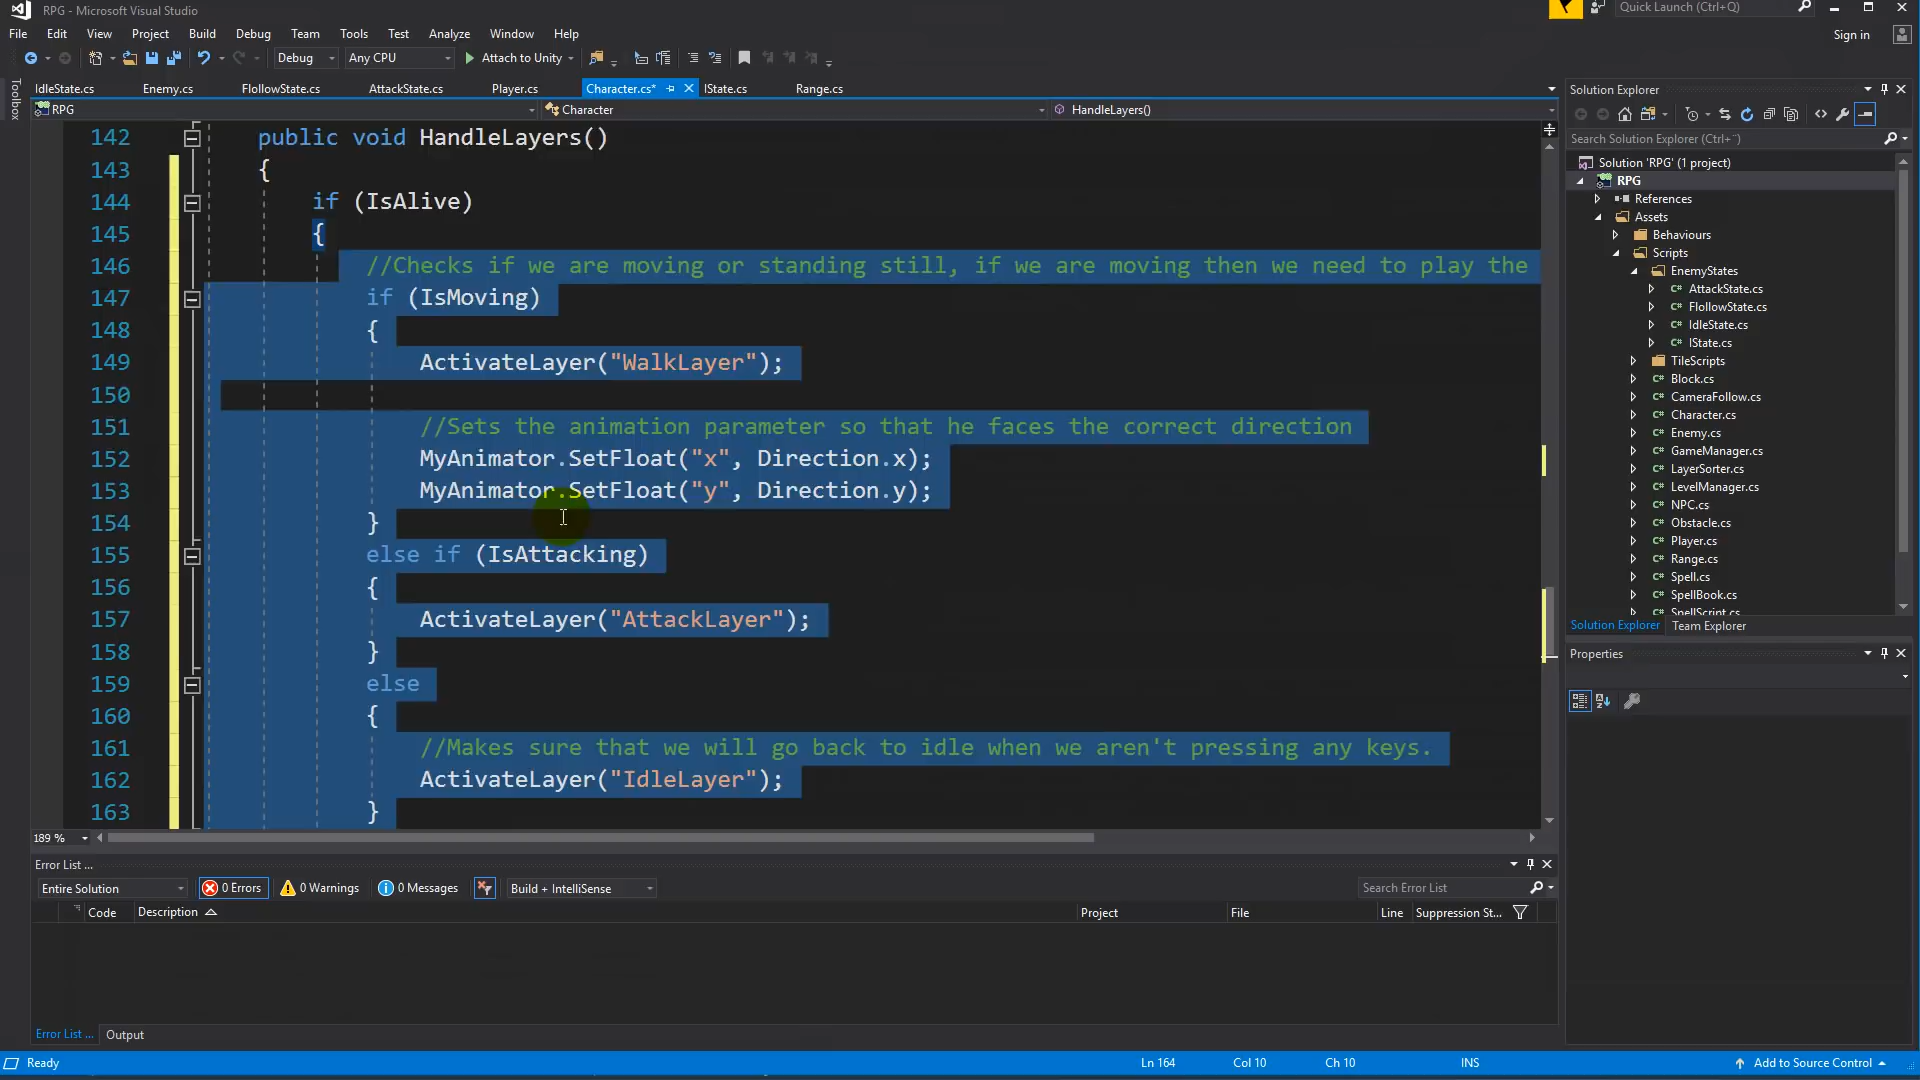 RPG - Microsoft Visual Studio
Quick Launch (Ctrl+Q)
File Edit View Project Build Debug Team Tools Test Analyze Window Help
Sign in
Debug Any CPU Attach to Unity
Toolbox
IdleState.cs Enemy.cs FlollowState.cs AttackState.cs Player.cs Character.cs* IState.cs Range.cs
RPG Character HandleLayers()
142 public void HandleLayers()
143 {
144 if (IsAlive)
145 {
146 //Checks if we are moving or standing still, if we are moving then we need to play the
147 if (IsMoving)
148 {
149 ActivateLayer("WalkLayer");
150
151 //Sets the animation parameter so that he faces the correct direction
152 MyAnimator.SetFloat("x", Direction.x);
153 MyAnimator.SetFloat("y", Direction.y);
154 }
155 else if (IsAttacking)
156 {
157 ActivateLayer("AttackLayer");
158 }
159 else
160 {
161 //Makes sure that we will go back to idle when we aren't pressing any keys.
162 ActivateLayer("IdleLayer");
163 }
189 %
Solution Explorer
Search Solution Explorer (Ctrl+¨)
Solution 'RPG' (1 project)
RPG
References
Assets
Behaviours
Scripts
EnemyStates
C# AttackState.cs
C# FlollowState.cs
C# IdleState.cs
C# IState.cs
TileScripts
C# Block.cs
C# CameraFollow.cs
C# Character.cs
C# Enemy.cs
C# GameManager.cs
C# LayerSorter.cs
C# LevelManager.cs
C# NPC.cs
C# Obstacle.cs
C# Player.cs
C# Range.cs
C# Spell.cs
C# SpellBook.cs
C# SpellScript.cs
Solution Explorer Team Explorer
Properties
Error List ...
Entire Solution 0 Errors 0 Warnings 0 Messages Build + IntelliSense Search Error List
Code Description Project File Line Suppression St...
Error List ... Output
Ready Ln 164 Col 10 Ch 10 INS Add to Source Control